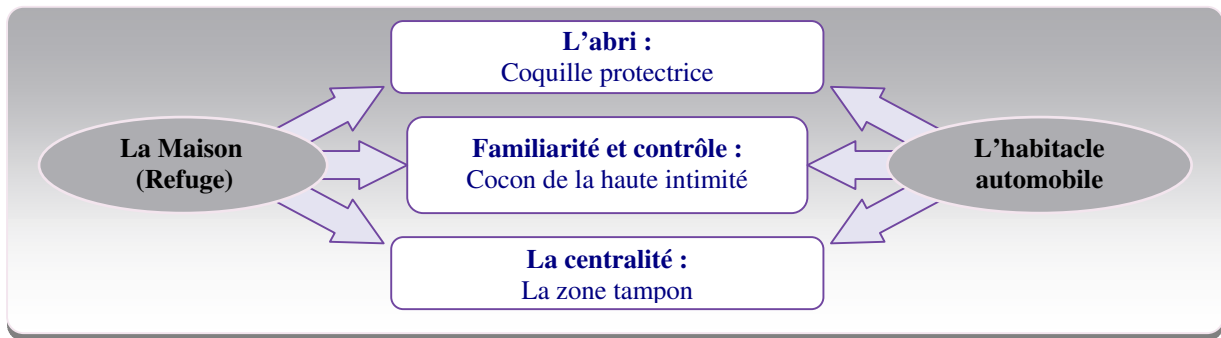 L'abri :
Coquille protectrice
La Maison
(Refuge)
Familiarité et contrôle :
Cocon de la haute intimité
L'habitacle
automobile
La centralité :
La zone tampon